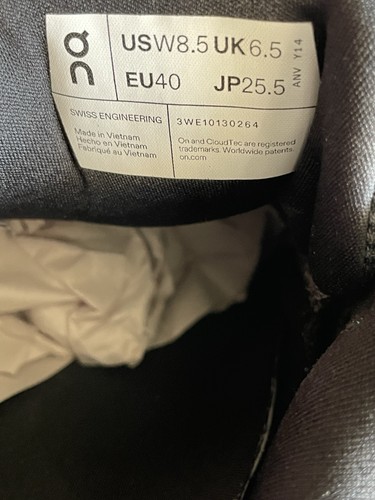 USW8.5 UK6.5
EU40 JP25.5
ANV Y14
SWISS ENGINEERING
3WE10130264
Made in Vietnam
Hecho en Vietnam
Fabriqué au Vietnam
On and CloudTec are registered
trademarks. Worldwide patents.
on.com